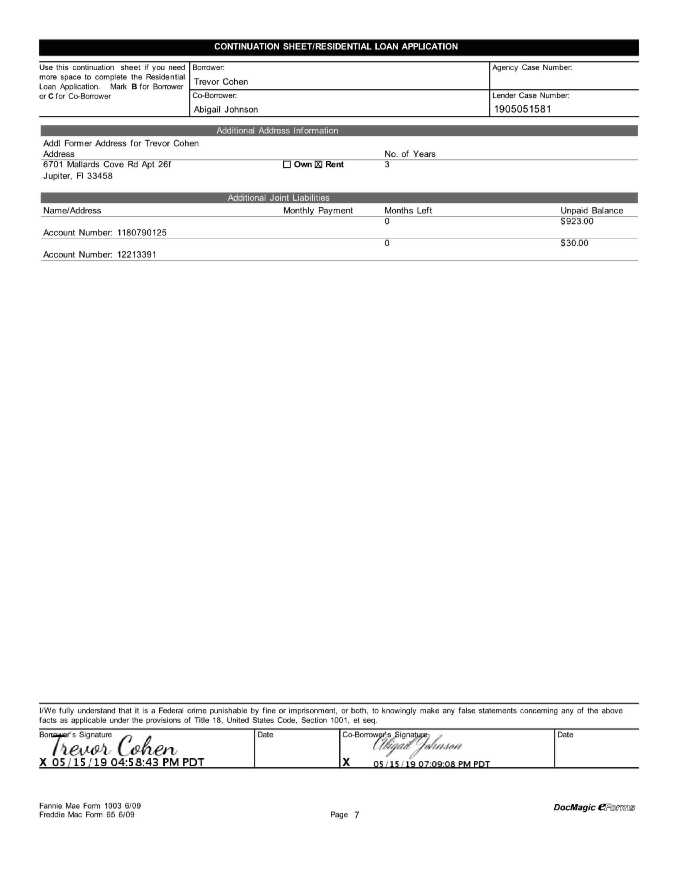 CONTINUATION SHEET/RESIDENTIAL LOAN APPLICATION
Use this continuation sheet if you need
more space to complete the Residential
Loan Application. Mark B for Borrower
or C for Co-Borrower
Borrower:
Trevor Cohen
Agency Case Number:
Co-Borrower:
Abigail Johnson
Lender Case Number:
1905051581
Additional Address Information
Addl Former Address for Trevor Cohen
Address No. of Years
6701 Mallards Cove Rd Apt 26f Own X Rent 3
Jupiter, Fl 33458
Additional Joint Liabilities
Name/Address Monthly Payment Months Left Unpaid Balance
0 $923.00
Account Number: 1180790125
0 $30.00
Account Number: 12213391
I/We fully understand that it is a Federal crime punishable by fine or imprisonment, or both, to knowingly make any false statements concerning any of the above
facts as applicable under the provisions of Title 18, United States Code, Section 1001, et seq.
Borrower's Signature
Trevor Cohen
X 05/15/19 04:58:43 PM PDT
Date
Co-Borrower's Signature
Abigail Johnson
X 05/15/19 07:09:08 PM PDT
Date
Fannie Mae Form 1003 6/09
Freddie Mac Form 65 6/09
Page 7
DocMagic eForms